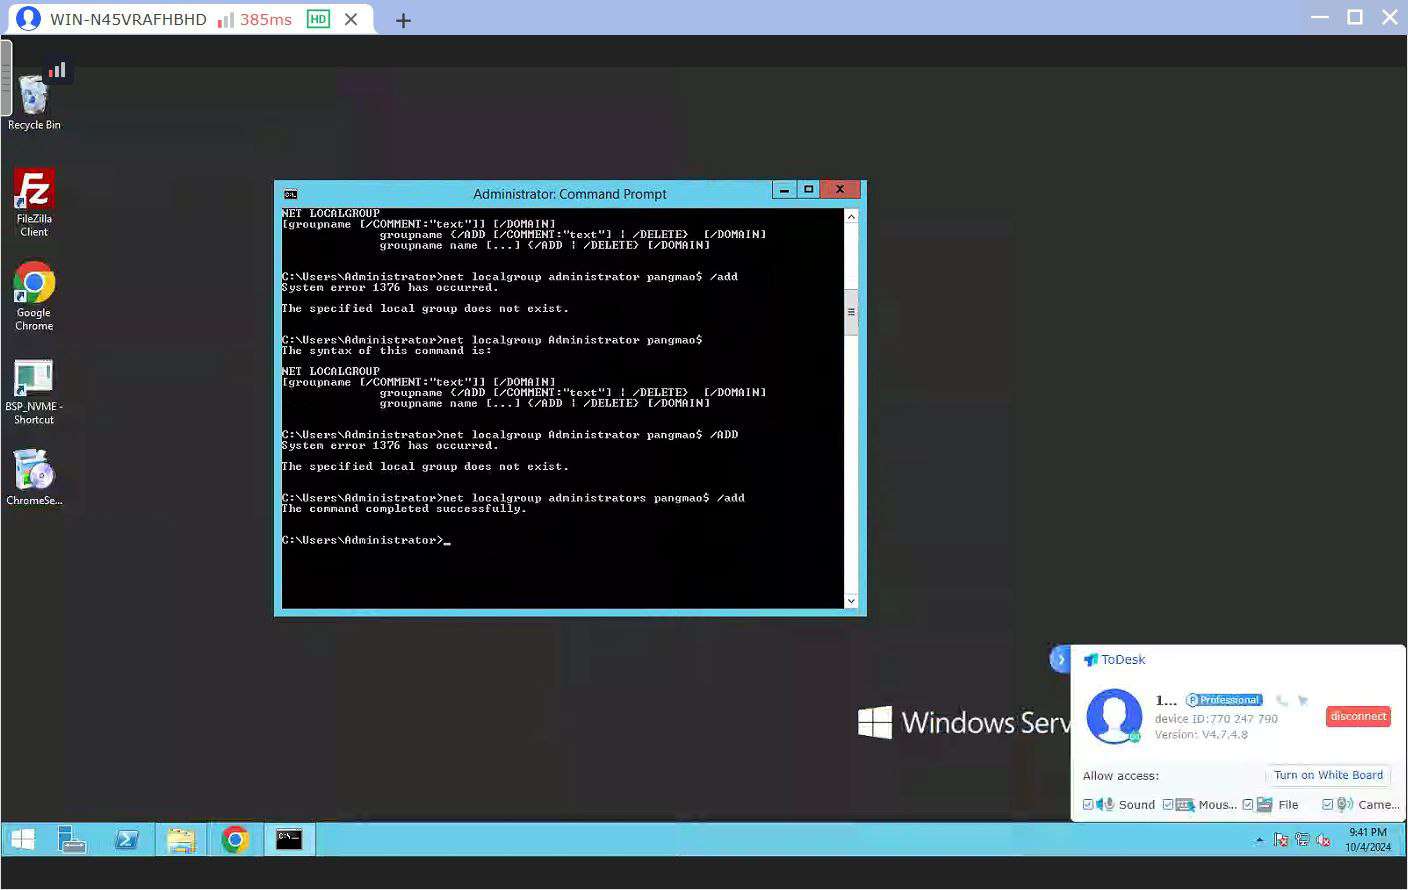 WIN-N45VRAFHBHD 385ms HD
Recycle Bin
FileZilla
Client
Google
Chrome
BSP_NVME -
Shortcut
ChromeSe...
Administrator: Command Prompt
NET LOCALGROUP
[groupname [/COMMENT:"text"]] [/DOMAIN]
groupname {/ADD [/COMMENT:"text"] | /DELETE} [/DOMAIN]
groupname name [...] {/ADD | /DELETE} [/DOMAIN]
C:\Users\Administrator>net localgroup administrator pangmao$ /add
System error 1376 has occurred.
The specified local group does not exist.
C:\Users\Administrator>net localgroup Administrator pangmao$
The syntax of this command is:
NET LOCALGROUP
[groupname [/COMMENT:"text"]] [/DOMAIN]
groupname {/ADD [/COMMENT:"text"] | /DELETE} [/DOMAIN]
groupname name [...] {/ADD | /DELETE} [/DOMAIN]
C:\Users\Administrator>net localgroup Administrator pangmao$ /ADD
System error 1376 has occurred.
The specified local group does not exist.
C:\Users\Administrator>net localgroup administrators pangmao$ /add
The command completed successfully.
C:\Users\Administrator>_
Windows Serv
ToDesk
1... P Professional
device ID:770 247 790
Version: V4.7.4.8
disconnect
Allow access:
Turn on White Board
Sound Mous... File Came...
9:41 PM
10/4/2024